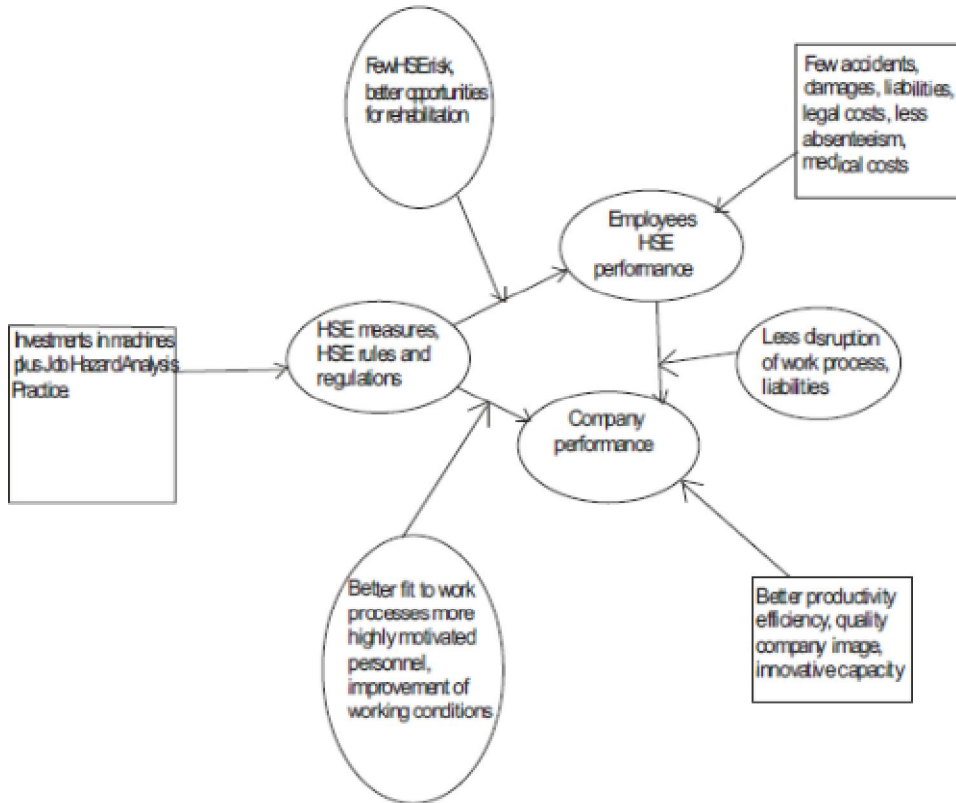 Few HSE risk,
better opportunities
for rehabilitation
Few accidents,
damages, liabilities,
legal costs, less
absenteeism,
medical costs
Employees
HSE
performance
HSE measures,
HSE rules and
regulations
Investments in machines
plus Job Hazard Analysis
Practice.
Less disruption
of work process,
liabilities
Company
performance
Better fit to work
processes more
highly motivated
personnel,
improvement of
working conditions
Better productivity
efficiency, quality
company image,
innovative capacity